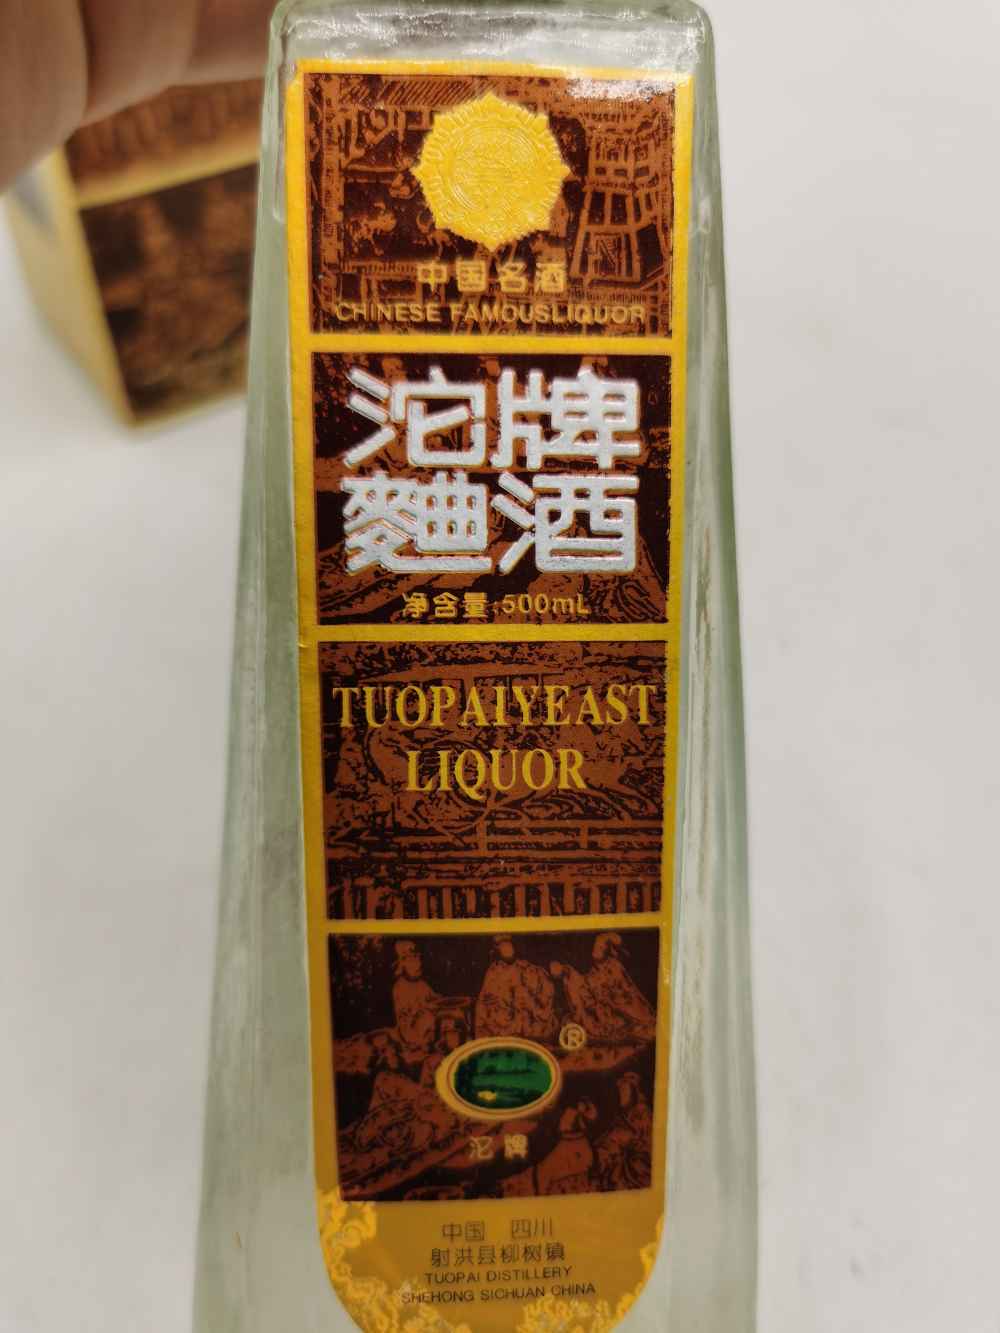 中国名酒
CHINESE FAMOUSLIQUOR
沱牌
麯酒
净含量:500mL
TUOPAIYEAST
LIQUOR
®
沱牌
中国 四川
射洪县柳树镇
TUOPAI DISTILLERY
SHEHONG SICHUAN CHINA